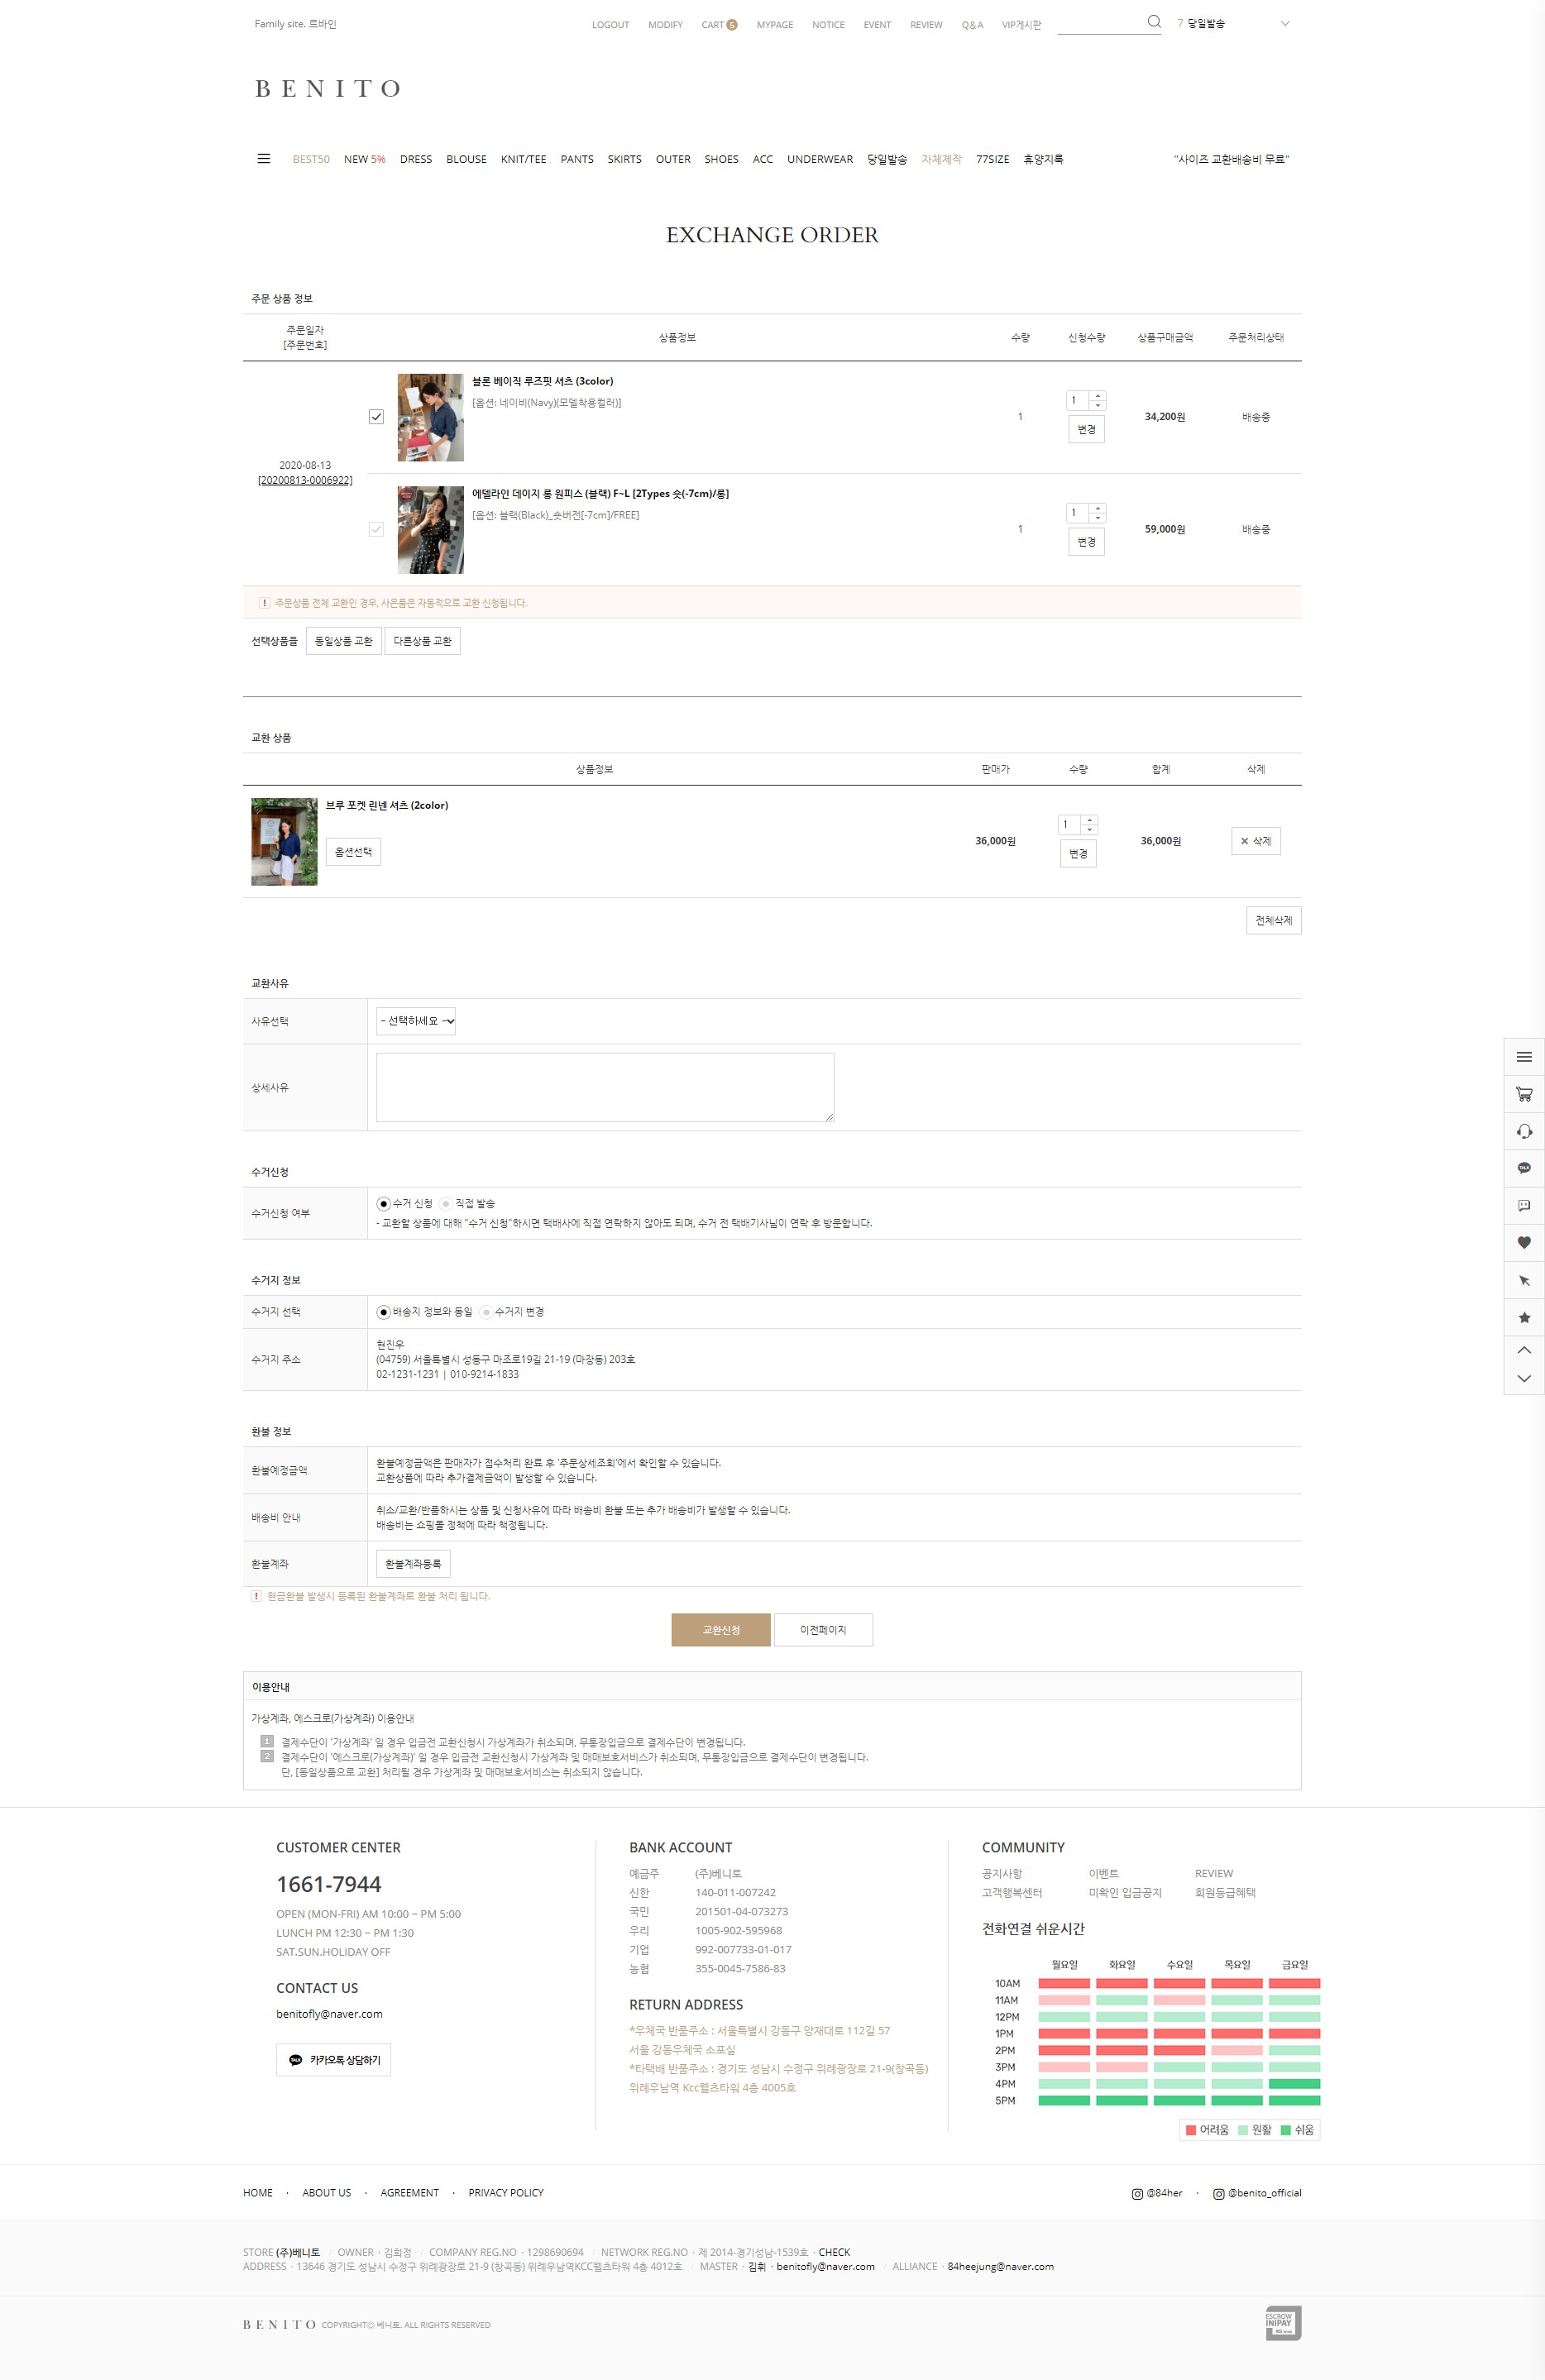 Family site. 르바인
LOGOUT MODIFY CART 5 MYPAGE NOTICE EVENT REVIEW Q&A VIP게시판
7 당일발송
BENITO
BEST50 NEW 5% DRESS BLOUSE KNIT/TEE PANTS SKIRTS OUTER SHOES ACC UNDERWEAR 당일발송 자체제작 77SIZE 휴양지룩
"사이즈 교환배송비 무료"
EXCHANGE ORDER
주문 상품 정보
주문일자
[주문번호]
상품정보 수량 신청수량 상품구매금액 주문처리상태
2020-08-13
[20200813-0006922]
블론 베이직 루즈핏 셔츠 (3color)
[옵션: 네이비(Navy)(모델착용컬러)]
1 1 변경 34,200원 배송중
에델라인 데이지 롱 원피스 (블랙) F~L [2Types 숏(-7cm)/롱]
[옵션: 블랙(Black)_숏버전[-7cm]/FREE]
1 1 변경 59,000원 배송중
! 주문상품 전체 교환인 경우, 사은품은 자동적으로 교환 신청됩니다.
선택상품을 동일상품 교환 다른상품 교환
교환 상품
상품정보 판매가 수량 합계 삭제
브루 포켓 린넨 셔츠 (2color)
옵션선택
36,000원 1 변경 36,000원 삭제
전체삭제
교환사유
사유선택 - 선택하세요 -
상세사유
수거신청
수거신청 여부 수거 신청 직접 발송
- 교환할 상품에 대해 "수거 신청"하시면 택배사에 직접 연락하지 않아도 되며, 수거 전 택배기사님이 연락 후 방문합니다.
수거지 정보
수거지 선택 배송지 정보와 동일 수거지 변경
수거지 주소
현진우
(04759) 서울특별시 성동구 마조로19길 21-19 (마장동) 203호
02-1231-1231 | 010-9214-1833
환불 정보
환불예정금액
환불예정금액은 판매자가 접수처리 완료 후 '주문상세조회'에서 확인할 수 있습니다.
교환상품에 따라 추가결제금액이 발생할 수 있습니다.
배송비 안내
취소/교환/반품하시는 상품 및 신청사유에 따라 배송비 환불 또는 추가 배송비가 발생할 수 있습니다.
배송비는 쇼핑몰 정책에 따라 책정됩니다.
환불계좌 환불계좌등록
! 현금환불 발생시 등록된 환불계좌로 환불 처리 됩니다.
교환신청 이전페이지
이용안내
가상계좌, 에스크로(가상계좌) 이용안내
1 결제수단이 '가상계좌' 일 경우 입금전 교환신청시 가상계좌가 취소되며, 무통장입금으로 결제수단이 변경됩니다.
2 결제수단이 '에스크로(가상계좌)' 일 경우 입금전 교환신청시 가상계좌 및 매매보호서비스가 취소되며, 무통장입금으로 결제수단이 변경됩니다.
단, [동일상품으로 교환] 처리될 경우 가상계좌 및 매매보호서비스는 취소되지 않습니다.
CUSTOMER CENTER
1661-7944
OPEN (MON-FRI) AM 10:00 ~ PM 5:00
LUNCH PM 12:30 ~ PM 1:30
SAT.SUN.HOLIDAY OFF
CONTACT US
benitofly@naver.com
TALK 카카오톡 상담하기
BANK ACCOUNT
예금주 (주)베니토
신한 140-011-007242
국민 201501-04-073273
우리 1005-902-595968
기업 992-007733-01-017
농협 355-0045-7586-83
RETURN ADDRESS
*우체국 반품주소 : 서울특별시 강동구 양재대로 112길 57
서울 강동우체국 소포실
*타택배 반품주소 : 경기도 성남시 수정구 위례광장로 21-9(창곡동)
위례우남역 Kcc웰츠타워 4층 4005호
COMMUNITY
공지사항 이벤트 REVIEW
고객행복센터 미확인 입금공지 회원등급혜택
전화연결 쉬운시간
월요일 화요일 수요일 목요일 금요일
10AM
11AM
12PM
1PM
2PM
3PM
4PM
5PM
어려움 원활 쉬움
HOME · ABOUT US · AGREEMENT · PRIVACY POLICY
@84her · @benito_official
STORE (주)베니토 / OWNER · 김희정 / COMPANY REG.NO · 1298690694 / NETWORK REG.NO · 제 2014-경기성남-1539호 · CHECK
ADDRESS · 13646 경기도 성남시 수정구 위례광장로 21-9 (창곡동) 위례우남역KCC웰츠타워 4층 4012호 / MASTER · 김휘 · benitofly@naver.com / ALLIANCE · 84heejung@naver.com
BENITO COPYRIGHTⓒ 베니토. ALL RIGHTS RESERVED
ESCROW
INIPAY